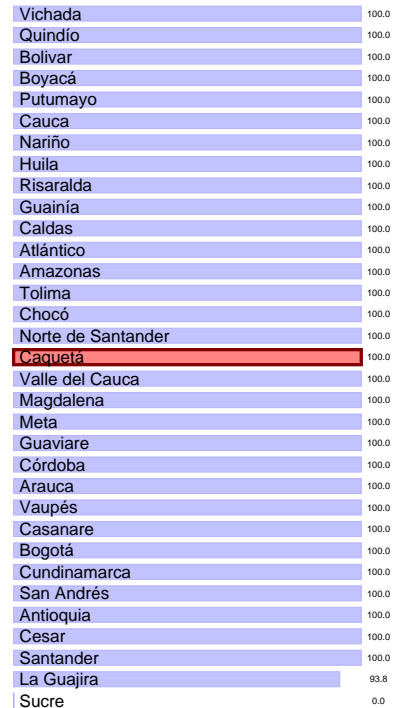 Vichada 100.0
Quindío 100.0
Bolivar 100.0
Boyacá 100.0
Putumayo 100.0
Cauca 100.0
Nariño 100.0
Huila 100.0
Risaralda 100.0
Guainía 100.0
Caldas 100.0
Atlántico 100.0
Amazonas 100.0
Tolima 100.0
Chocó 100.0
Norte de Santander 100.0
Caquetá 100.0
Valle del Cauca 100.0
Magdalena 100.0
Meta 100.0
Guaviare 100.0
Córdoba 100.0
Arauca 100.0
Vaupés 100.0
Casanare 100.0
Bogotá 100.0
Cundinamarca 100.0
San Andrés 100.0
Antioquia 100.0
Cesar 100.0
Santander 100.0
La Guajira 93.8
Sucre 0.0